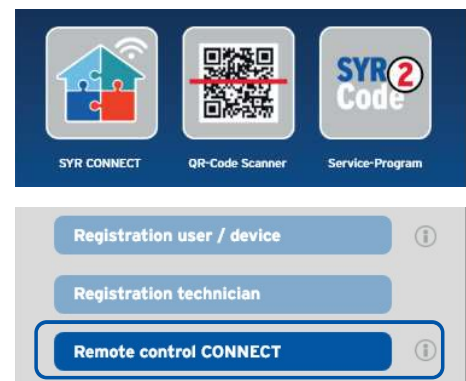 SYR 2
Code
SYR CONNECT QR-Code Scanner Service-Program
Registration user / device i
Registration technician
Remote control CONNECT i